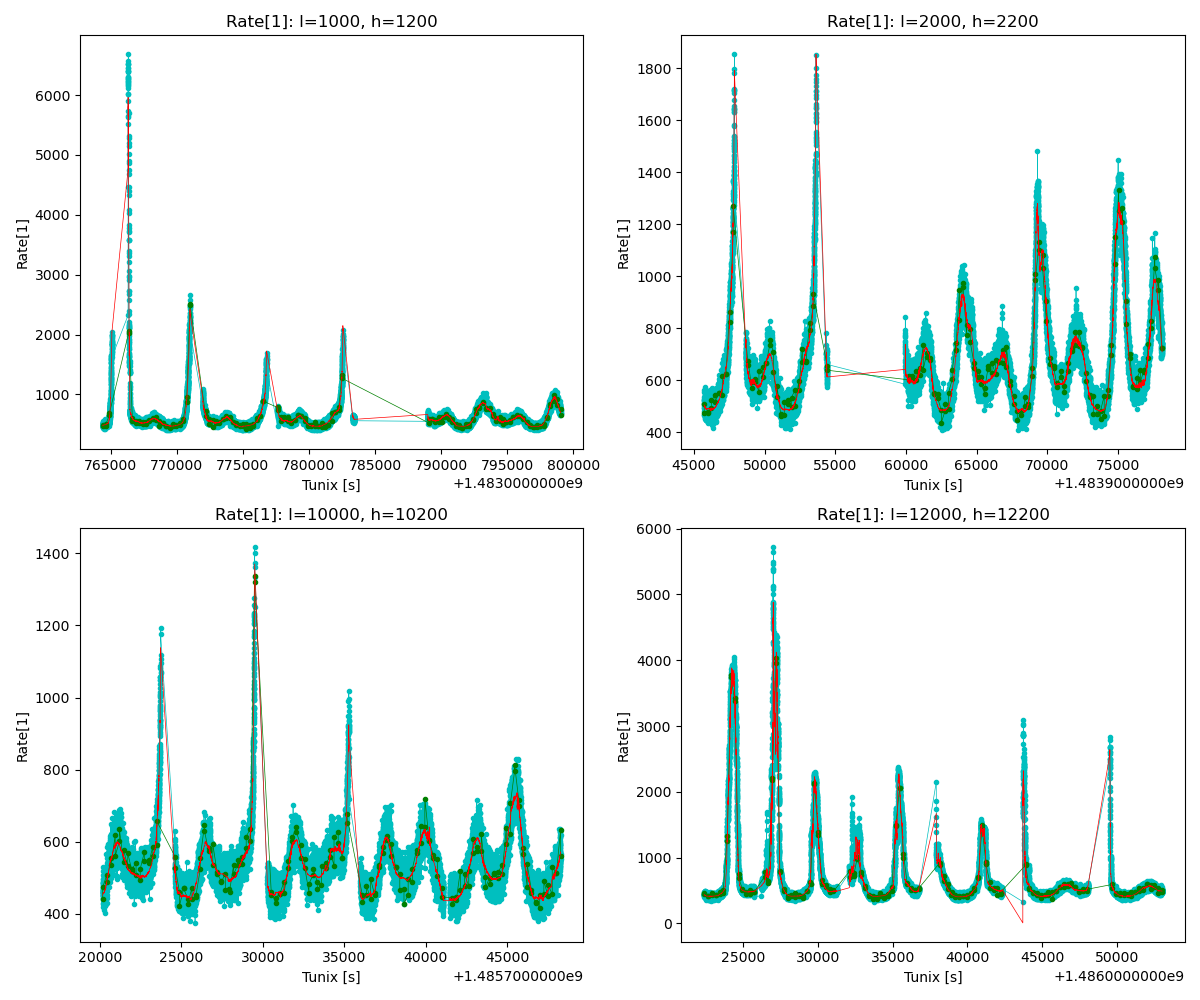 Rate[1]: l=1000, h=1200
Rate[1]
6000
5000
4000
3000
2000
1000
765000 770000 775000 780000 785000 790000 795000 800000
Tunix [s]
+1.4830000000e9
Rate[1]: l=2000, h=2200
Rate[1]
1800
1600
1400
1200
1000
800
600
400
45000 50000 55000 60000 65000 70000 75000
Tunix [s]
+1.4839000000e9
Rate[1]: l=10000, h=10200
Rate[1]
1400
1200
1000
800
600
400
20000 25000 30000 35000 40000 45000
Tunix [s]
+1.4857000000e9
Rate[1]: l=12000, h=12200
Rate[1]
6000
5000
4000
3000
2000
1000
0
25000 30000 35000 40000 45000 50000
Tunix [s]
+1.4860000000e9